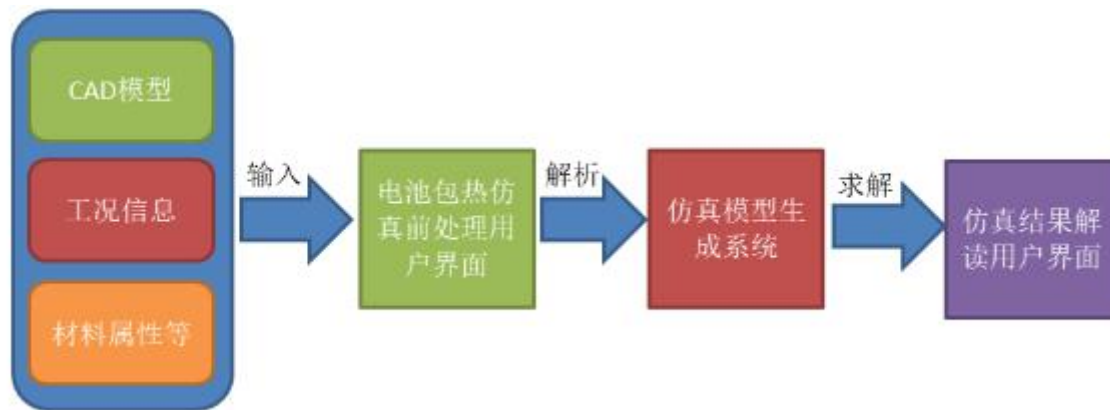 CAD模型
工况信息
材料属性等
输入
电池包热仿
真前处理用
户界面
解析
仿真模型生
成系统
求解
仿真结果解
读用户界面